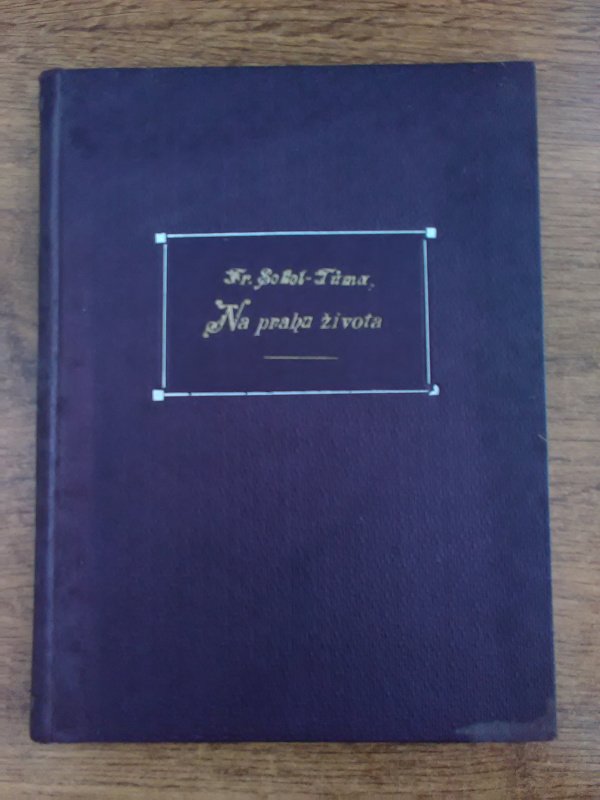 Fr. Sokol-Tůma,
Na prahu života